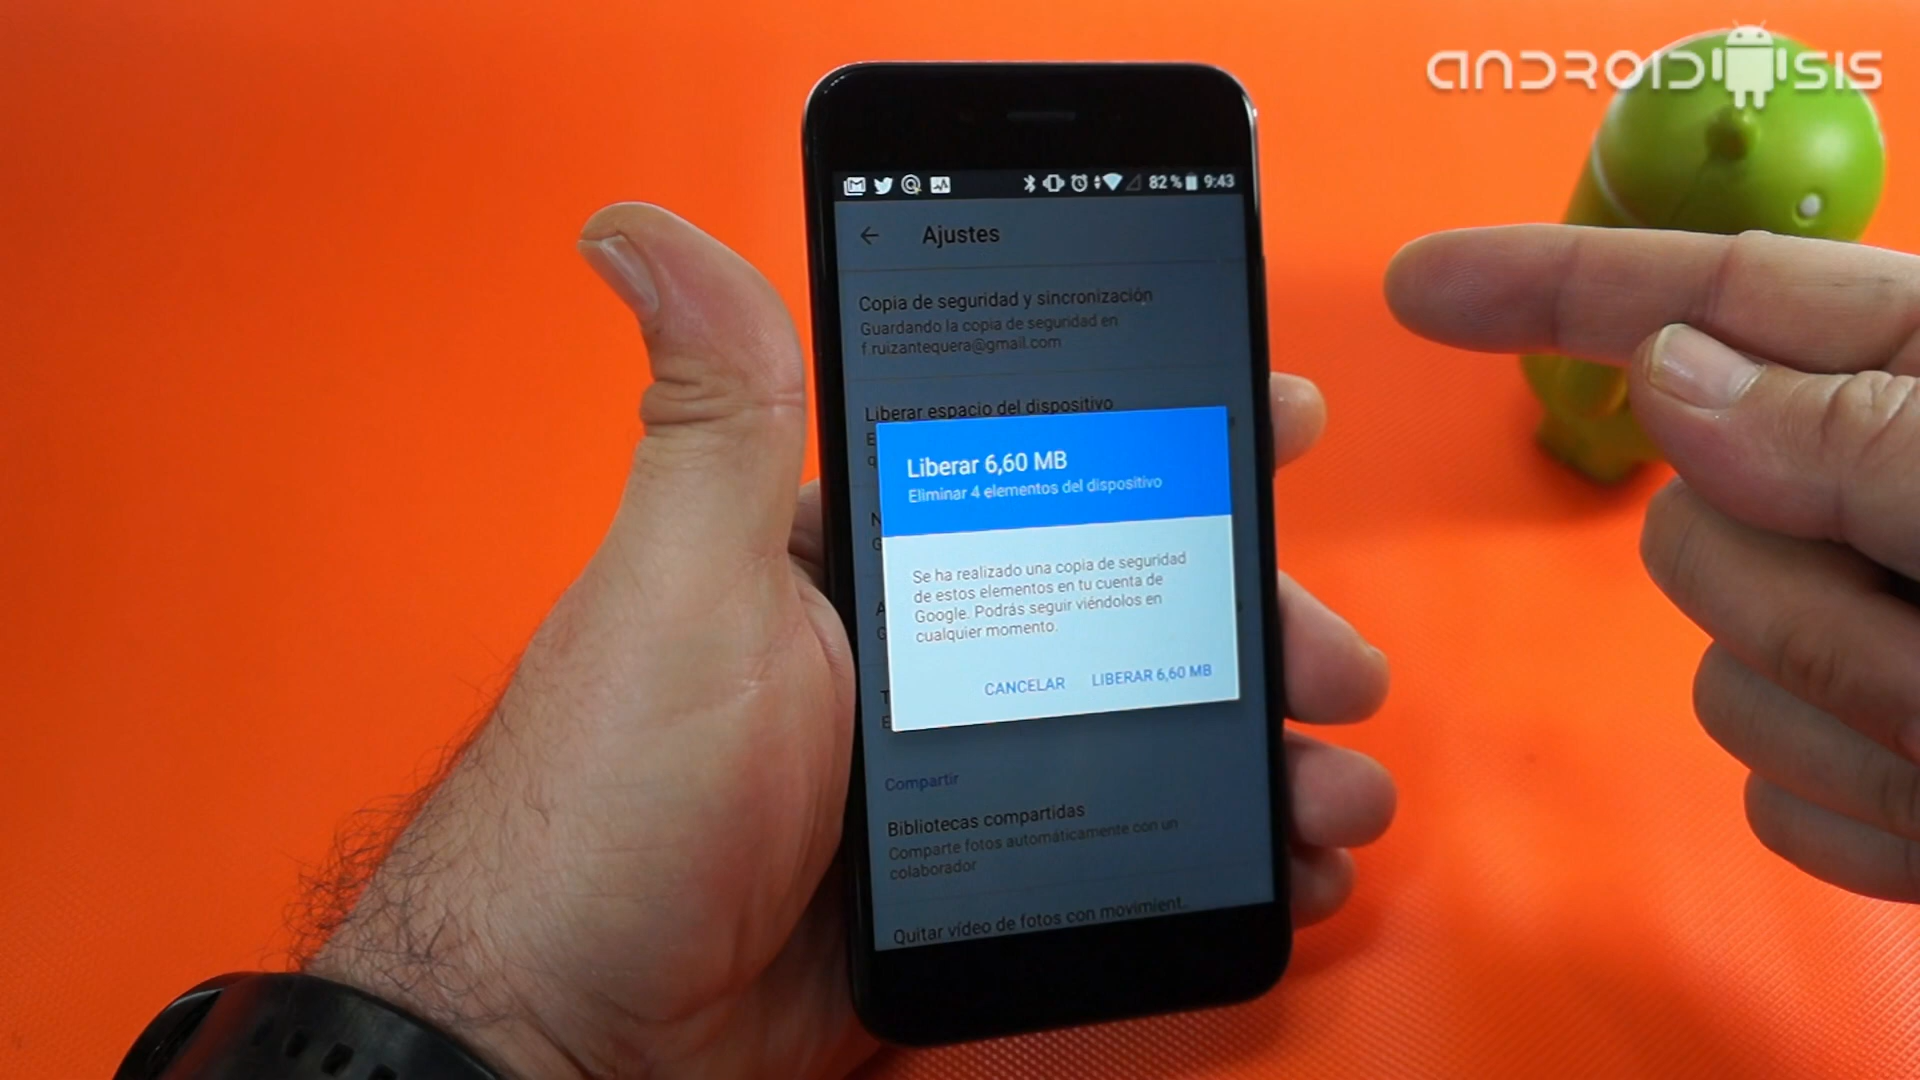 ANDROIDSIS
82 % 9:43
Ajustes
Copia de seguridad y sincronización
Guardando la copia de seguridad en
f.ruizantequera@gmail.com
Liberar espacio del dispositivo
Liberar 6,60 MB
Eliminar 4 elementos del dispositivo
Se ha realizado una copia de seguridad
de estos elementos en tu cuenta de
Google. Podrás seguir viéndolos en
cualquier momento.
CANCELAR LIBERAR 6,60 MB
Compartir
Bibliotecas compartidas
Comparte fotos automáticamente con un
colaborador
Quitar vídeo de fotos con movimient..